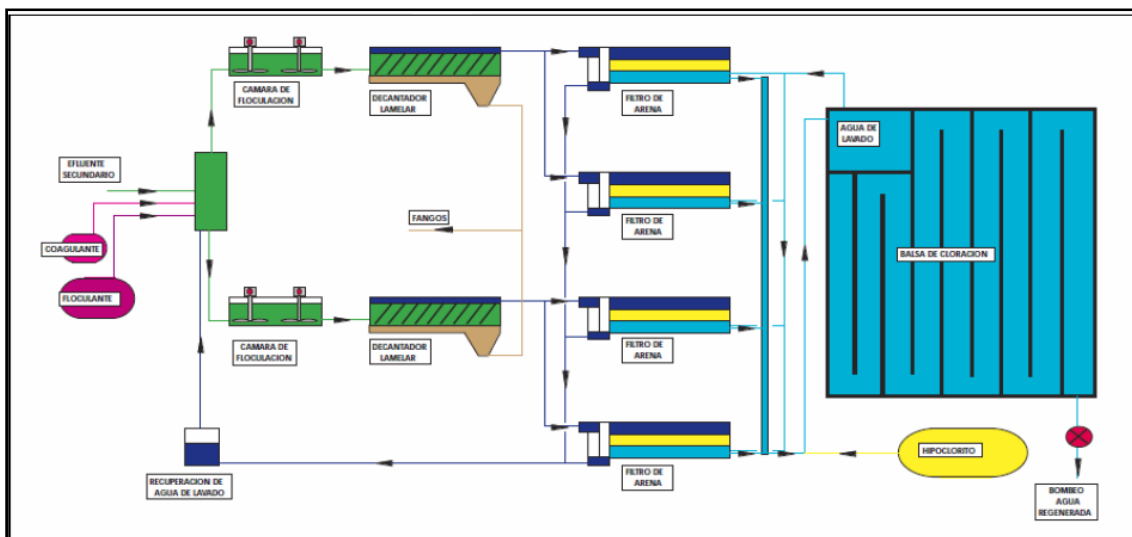 CAMARA DE
FLOCULACION
DECANTADOR
LAMELAR
FILTRO DE
ARENA
AGUA DE
LAVADO
EFLUENTE
SECUNDARIO
COAGULANTE
FLOCULANTE
FANGOS
FILTRO DE
ARENA
BALSA DE CLORACION
CAMARA DE
FLOCULACION
DECANTADOR
LAMELAR
FILTRO DE
ARENA
RECUPERACION DE
AGUA DE LAVADO
FILTRO DE
ARENA
HIPOCLORITO
BOMBEO
AGUA
REGENERADA